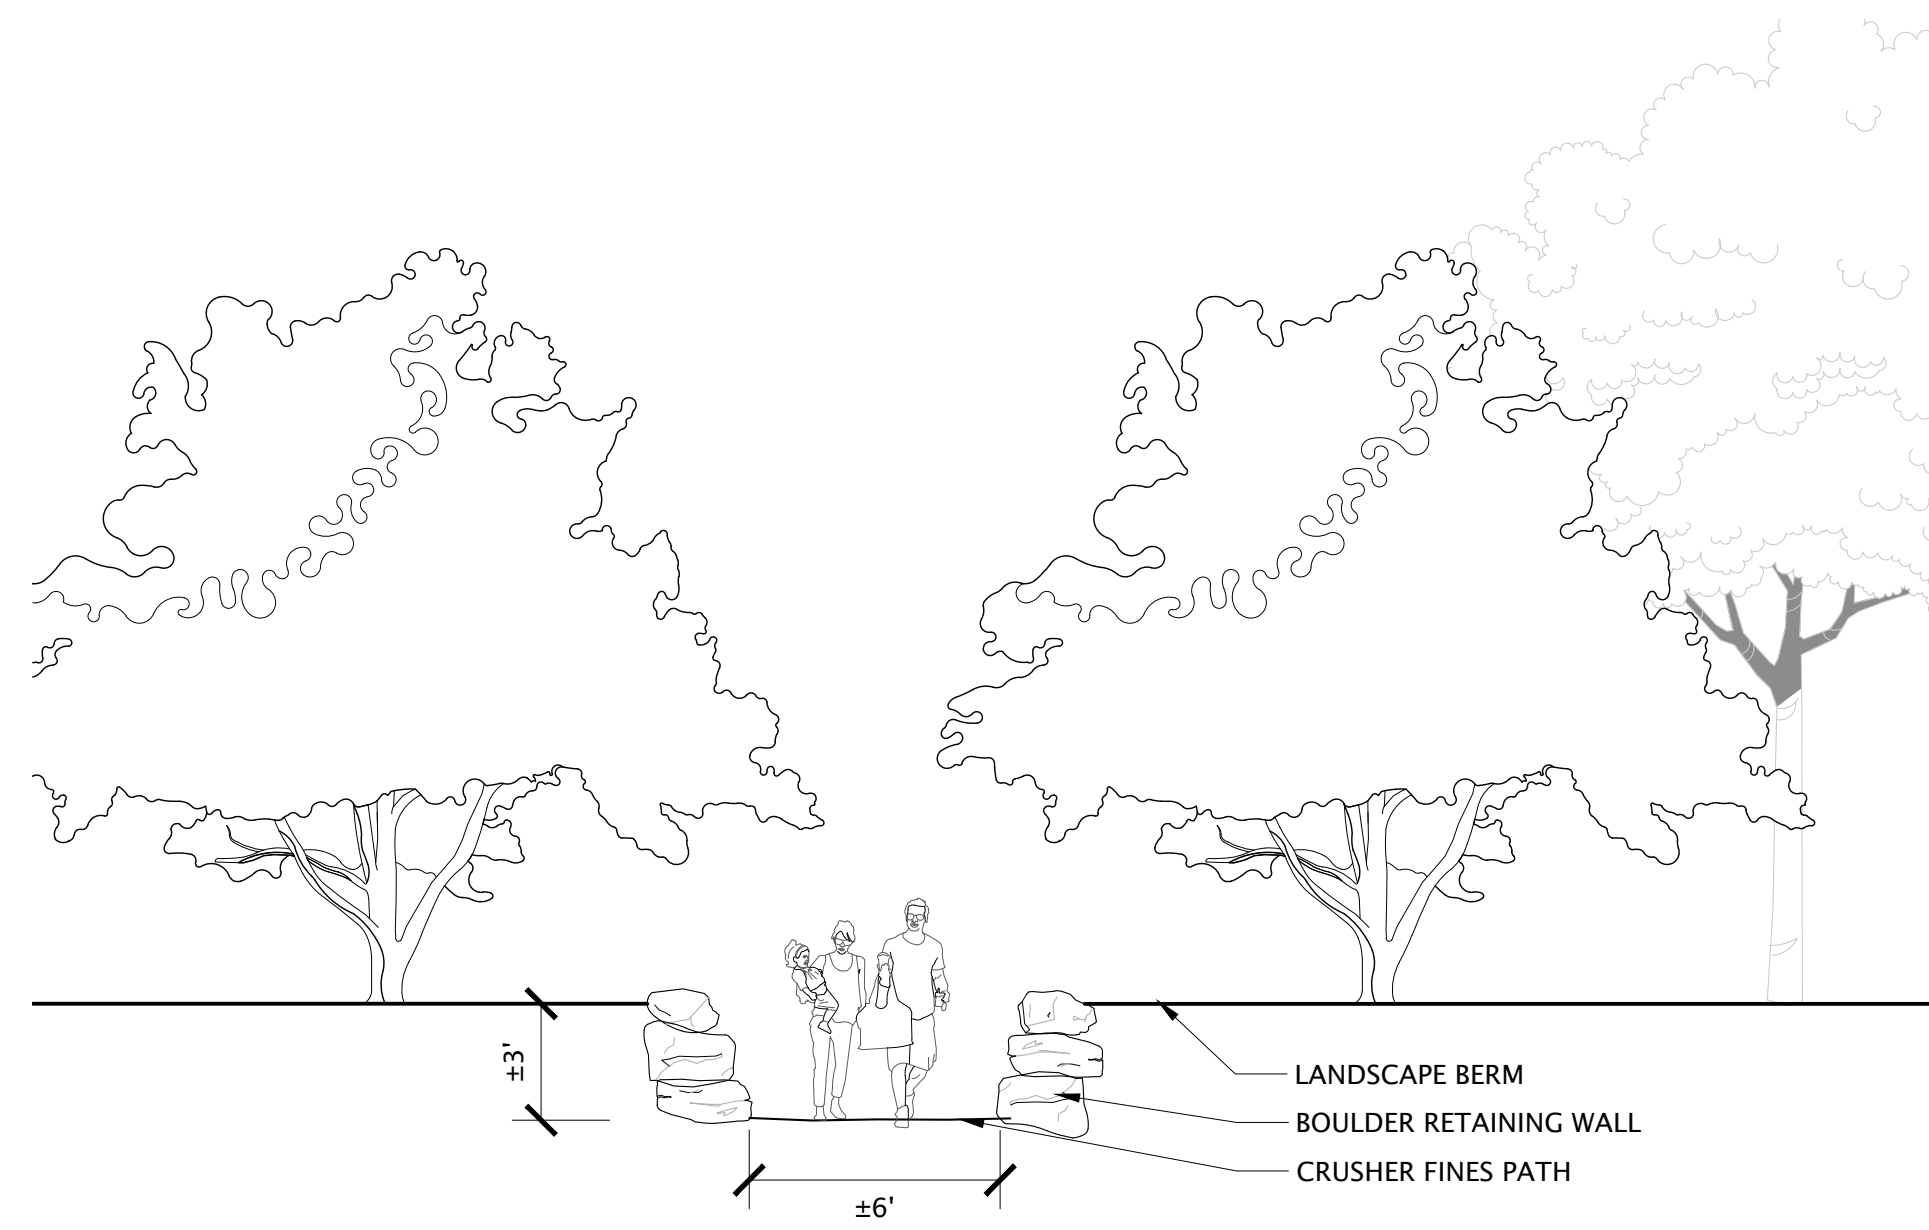 ±3'
LANDSCAPE BERM
BOULDER RETAINING WALL
CRUSHER FINES PATH
±6'